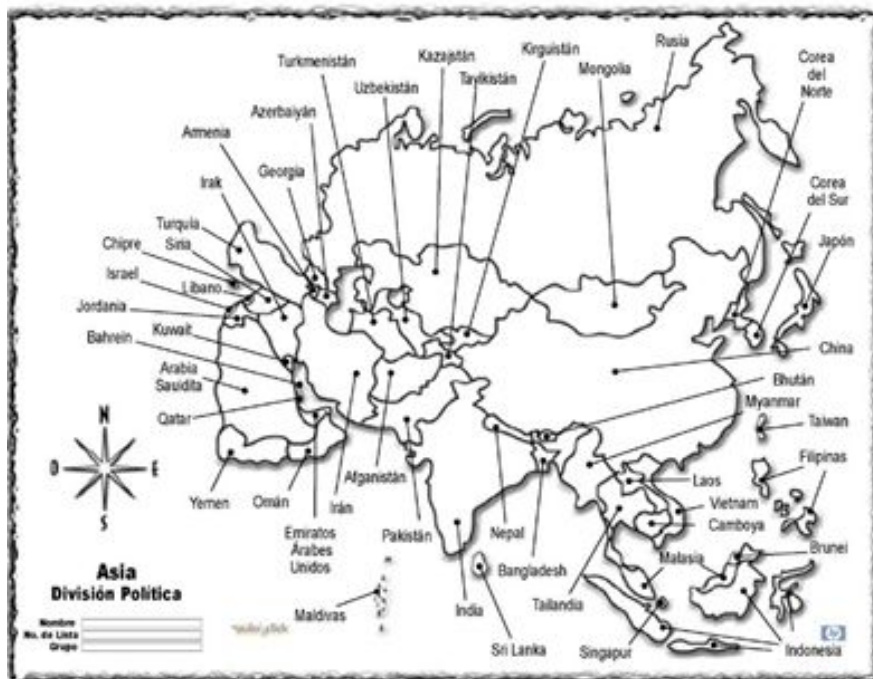 Turkmenistán
Kazajstán
Kirguistán
Rusia
Corea
del
Norte
Uzbekistán
Tayikistán
Mongolia
Azerbaiyán
Armenia
Georgia
Irak
Corea
del Sur
Turquía
Siria
Chipre
Japón
Israel
Líbano
Jordania
Kuwait
Bahrein
China
Arabia
Saudita
Bhután
Myanmar
Qatar
Taiwan
N
D
E
S
Afganistán
Filipinas
Yemen
Omán
Irán
Laos
Vietnam
Camboya
Emiratos
Árabes
Unidos
Pakistán
Nepal
Bangladesh
Malasia
Brunei
Asia
División Política
Maldivas
India
Tailandia
Nombre
No. de Lista
Grupo
Sri Lanka
Singapur
Indonesia
hp